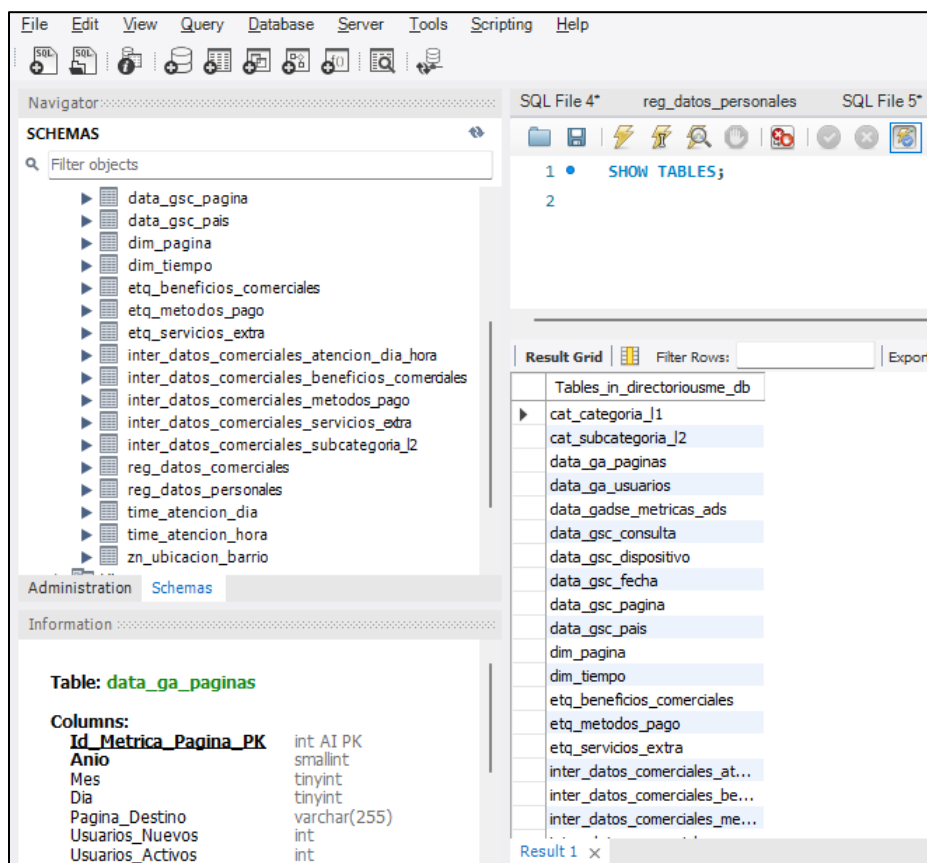 File Edit View Query Database Server Tools Scripting Help
SQL SQL
Navigator
SCHEMAS
Filter objects
data_gsc_pagina
data_gsc_pais
dim_pagina
dim_tiempo
etq_beneficios_comerciales
etq_metodos_pago
etq_servicios_extra
inter_datos_comerciales_atencion_dia_hora
inter_datos_comerciales_beneficios_comerciales
inter_datos_comerciales_metodos_pago
inter_datos_comerciales_servicios_extra
inter_datos_comerciales_subcategoria_l2
reg_datos_comerciales
reg_datos_personales
time_atencion_dia
time_atencion_hora
zn_ubicacion_barrio
Administration Schemas
Information
Table: data_ga_paginas
Columns:
Id_Metrica_Pagina_PK int AI PK
Anio smallint
Mes tinyint
Dia tinyint
Pagina_Destino varchar(255)
Usuarios_Nuevos int
Usuarios_Activos int
SQL File 4* reg_datos_personales SQL File 5*
1 SHOW TABLES;
2
Result Grid Filter Rows: Export
Tables_in_directoriousme_db
cat_categoria_l1
cat_subcategoria_l2
data_ga_paginas
data_ga_usuarios
data_gadse_metricas_ads
data_gsc_consulta
data_gsc_dispositivo
data_gsc_fecha
data_gsc_pagina
data_gsc_pais
dim_pagina
dim_tiempo
etq_beneficios_comerciales
etq_metodos_pago
etq_servicios_extra
inter_datos_comerciales_at...
inter_datos_comerciales_be...
inter_datos_comerciales_me...
Result 1